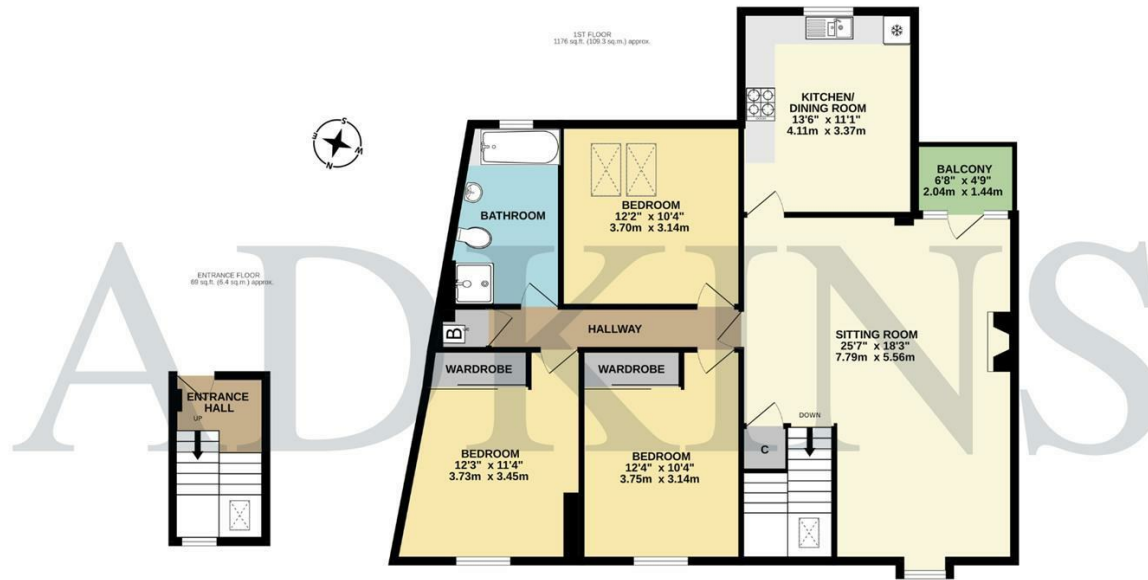 1ST FLOOR
1176 sq.ft. (109.3 sq.m.) approx.
KITCHEN/
DINING ROOM
13'6" x 11'1"
4.11m x 3.37m
S
E
W
N
BALCONY
6'8" x 4'9"
2.04m x 1.44m
BEDROOM
12'2" x 10'4"
3.70m x 3.14m
BATHROOM
ADKINS
ENTRANCE FLOOR
69 sq.ft. (6.4 sq.m.) approx.
B
HALLWAY
SITTING ROOM
25'7" x 18'3"
7.79m x 5.56m
WARDROBE
WARDROBE
ENTRANCE
HALL
UP
DOWN
C
BEDROOM
12'3" x 11'4"
3.73m x 3.45m
BEDROOM
12'4" x 10'4"
3.75m x 3.14m